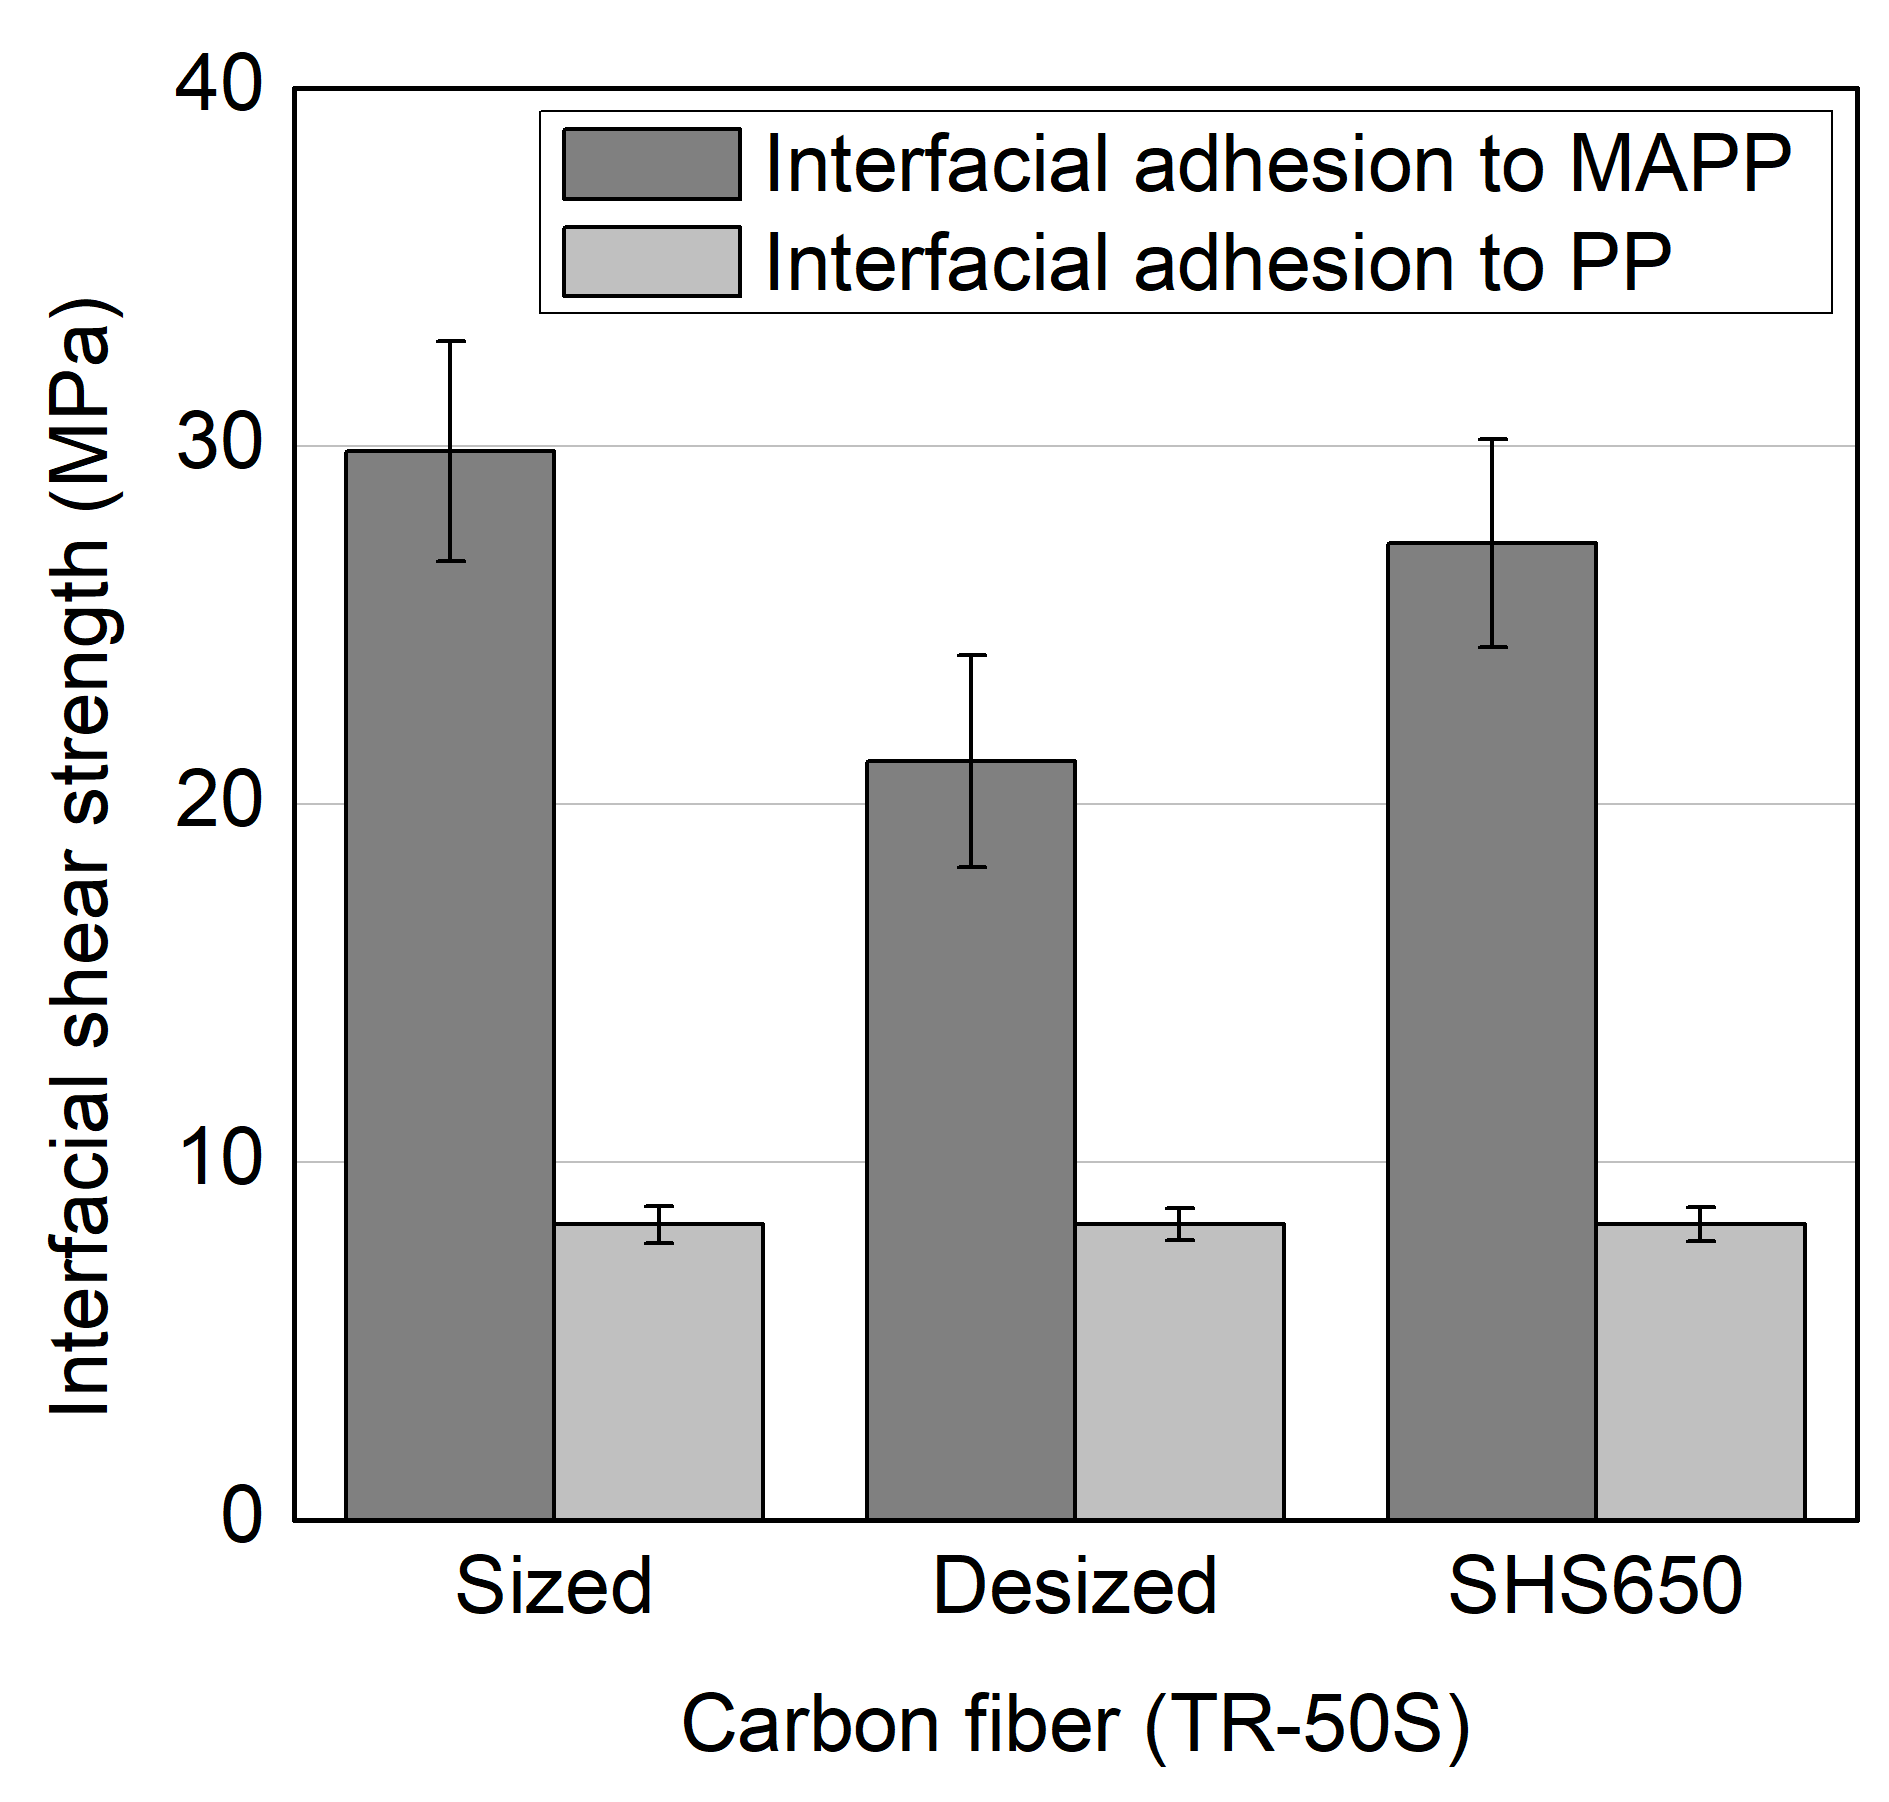 40
Interfacial adhesion to MAPP
Interfacial adhesion to PP
30
20
10
0
Interfacial shear strength (MPa)
Sized Desized SHS650
Carbon fiber (TR-50S)